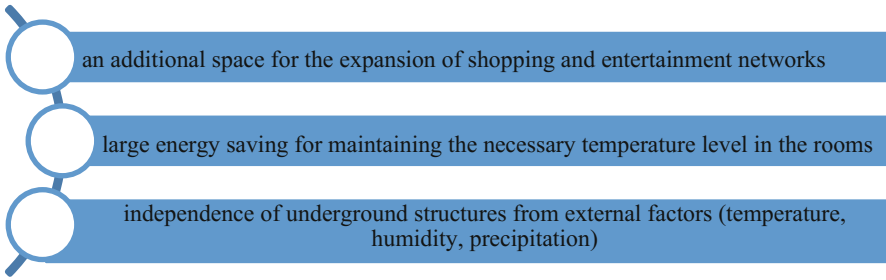 an additional space for the expansion of shopping and entertainment networks
large energy saving for maintaining the necessary temperature level in the rooms
independence of underground structures from external factors (temperature,
humidity, precipitation)